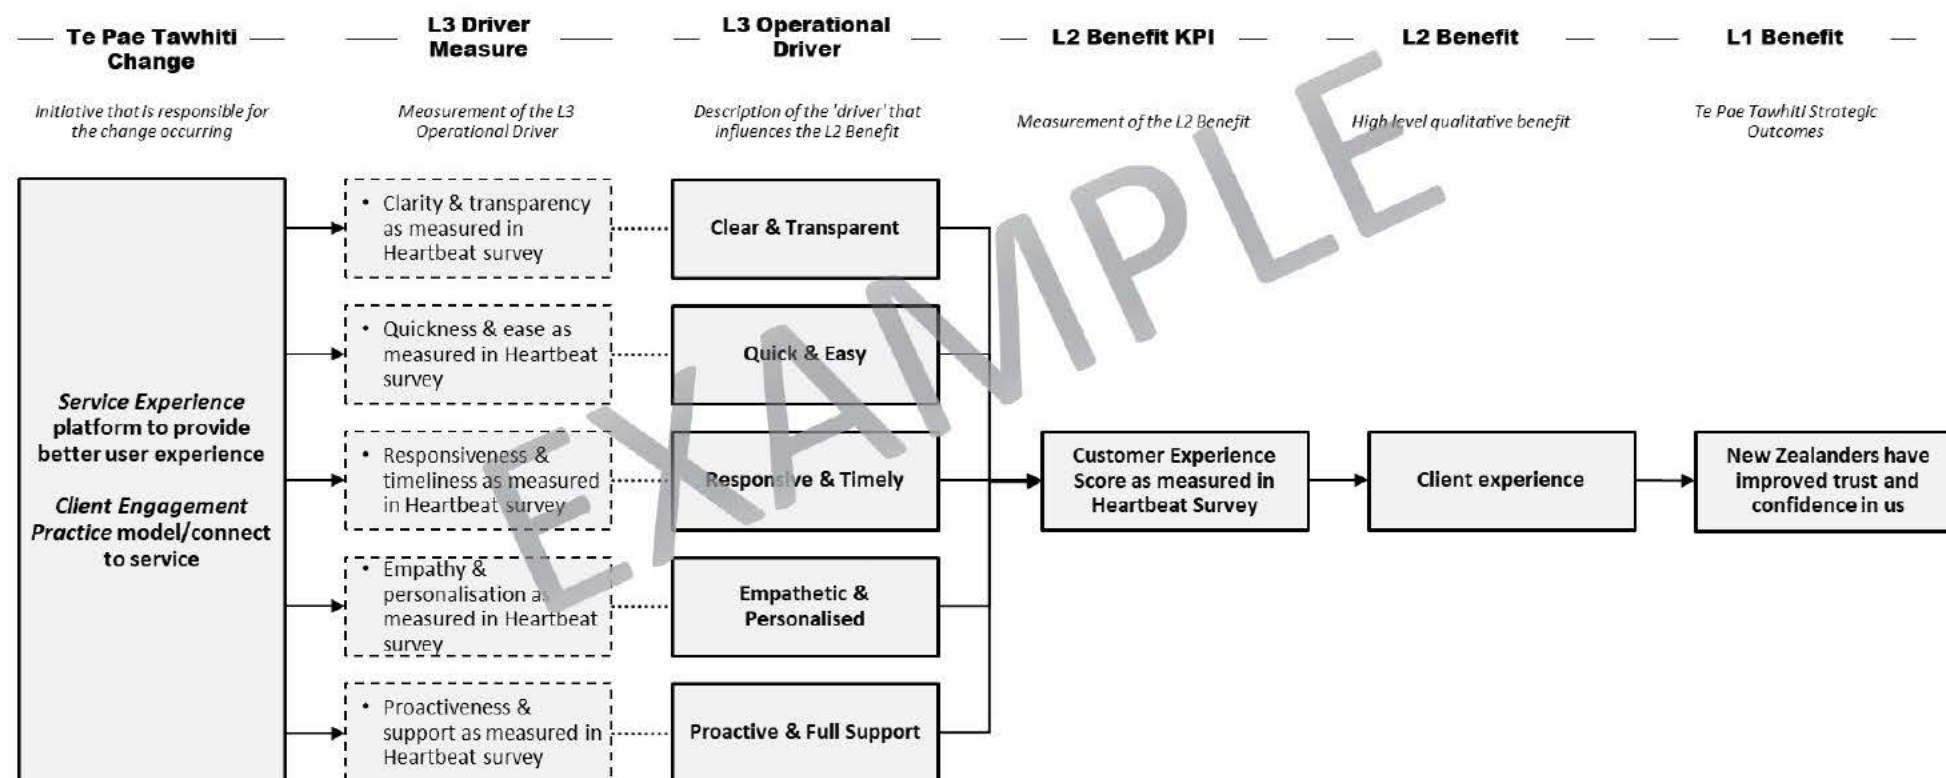 Te Pae Tawhiti
Change
Initiative that is responsible for
the change occurring
L3 Driver
Measure
Measurement of the L3
Operational Driver
L3 Operational
Driver
Description of the 'driver' that
influences the L2 Benefit
L2 Benefit KPI
Measurement of the L2 Benefit
L2 Benefit
High level qualitative benefit
L1 Benefit
Te Pae Tawhiti Strategic
Outcomes
Service Experience
platform to provide
better user experience
Client Engagement
Practice model/connect
to service
• Clarity & transparency
as measured in
Heartbeat survey
Clear & Transparent
• Quickness & ease as
measured in Heartbeat
survey
Quick & Easy
• Responsiveness &
timeliness as measured
in Heartbeat survey
Responsive & Timely
• Empathy &
personalisation as
measured in Heartbeat
survey
Empathetic &
Personalised
• Proactiveness &
support as measured in
Heartbeat survey
Proactive & Full Support
Customer Experience
Score as measured in
Heartbeat Survey
Client experience
New Zealanders have
improved trust and
confidence in us
EXAMPLE